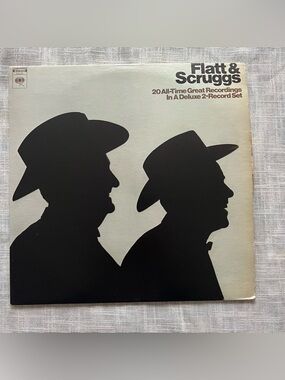 Flatt &
Scruggs
20 All-Time Great Recordings
In A Deluxe 2-Record Set